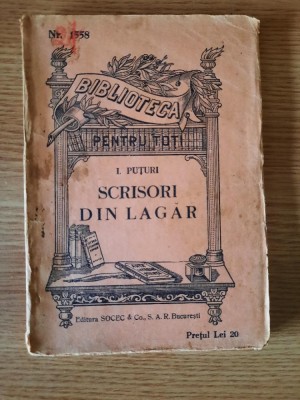 Nr. 1558
BIBLIOTECA
PENTRU TOȚI
I. PUȚURI
SCRISORI
DIN LAGĂR
Editura SOCEC & Co., S. A. R. București
Prețul Lei 20